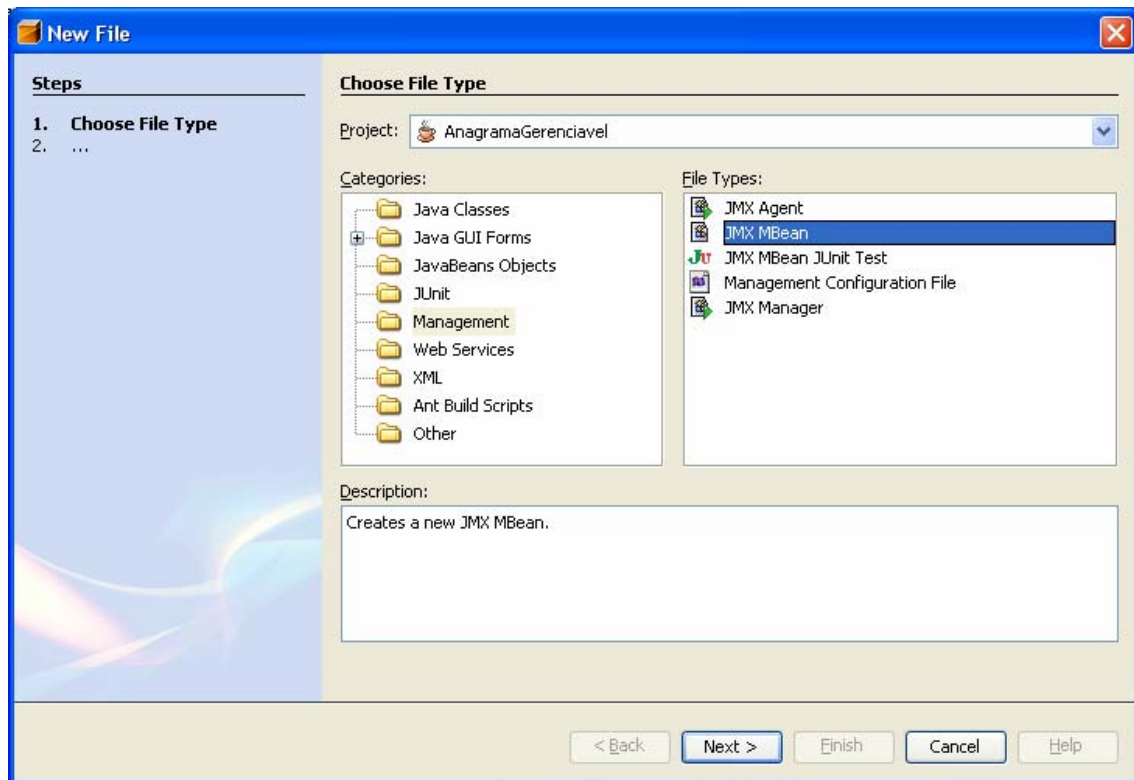 New File
Steps
1. Choose File Type
2. ...
Choose File Type
Project: AnagramaGerenciavel
Categories:
Java Classes
Java GUI Forms
JavaBeans Objects
JUnit
Management
Web Services
XML
Ant Build Scripts
Other
File Types:
JMX Agent
JMX MBean
JMX MBean JUnit Test
Management Configuration File
JMX Manager
Description:
Creates a new JMX MBean.
< Back Next > Finish Cancel Help